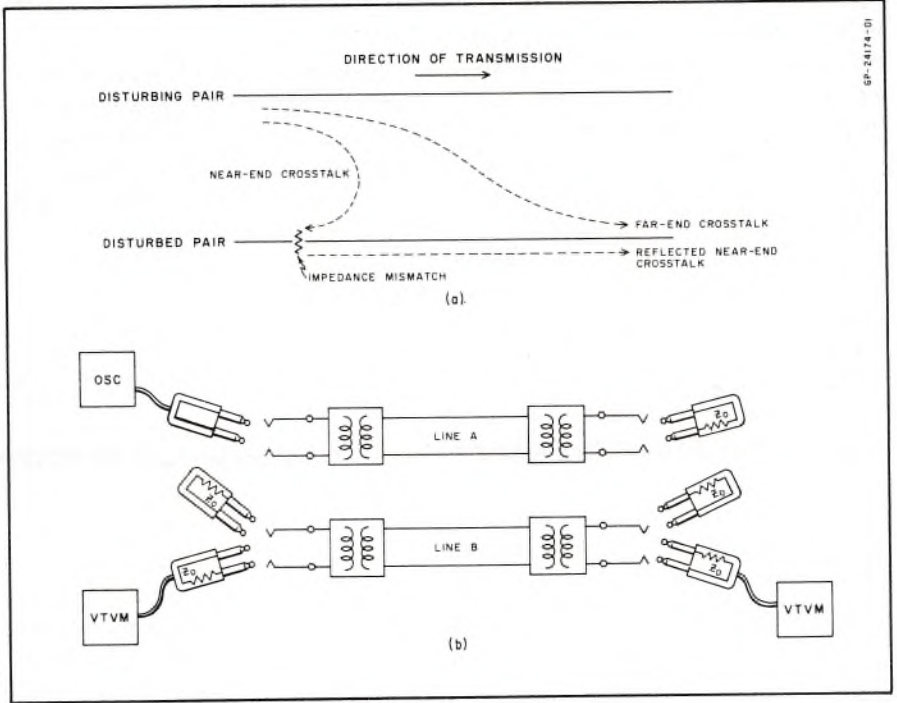 GP-24174-DI
DIRECTION OF TRANSMISSION
DISTURBING PAIR
NEAR-END CROSSTALK
FAR-END CROSSTALK
DISTURBED PAIR
REFLECTED NEAR-END
CROSSTALK
IMPEDANCE MISMATCH
(a).
OSC
LINE A
Z0
Z0
Z0
LINE B
Z0
Z0
VTVM
VTVM
(b)